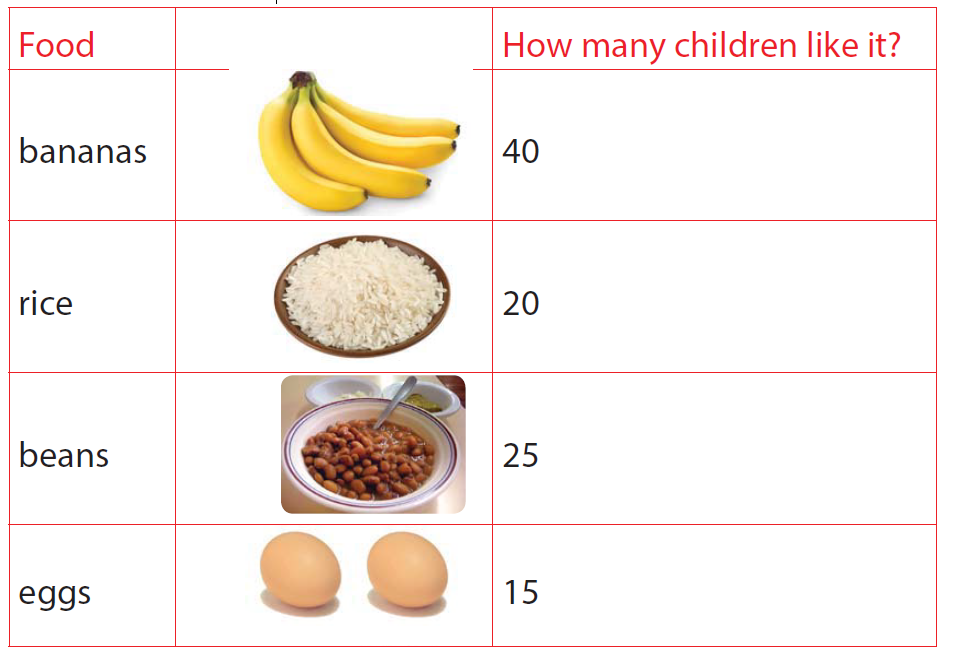 Food How many children like it?
bananas 40
rice 20
beans 25
eggs 15